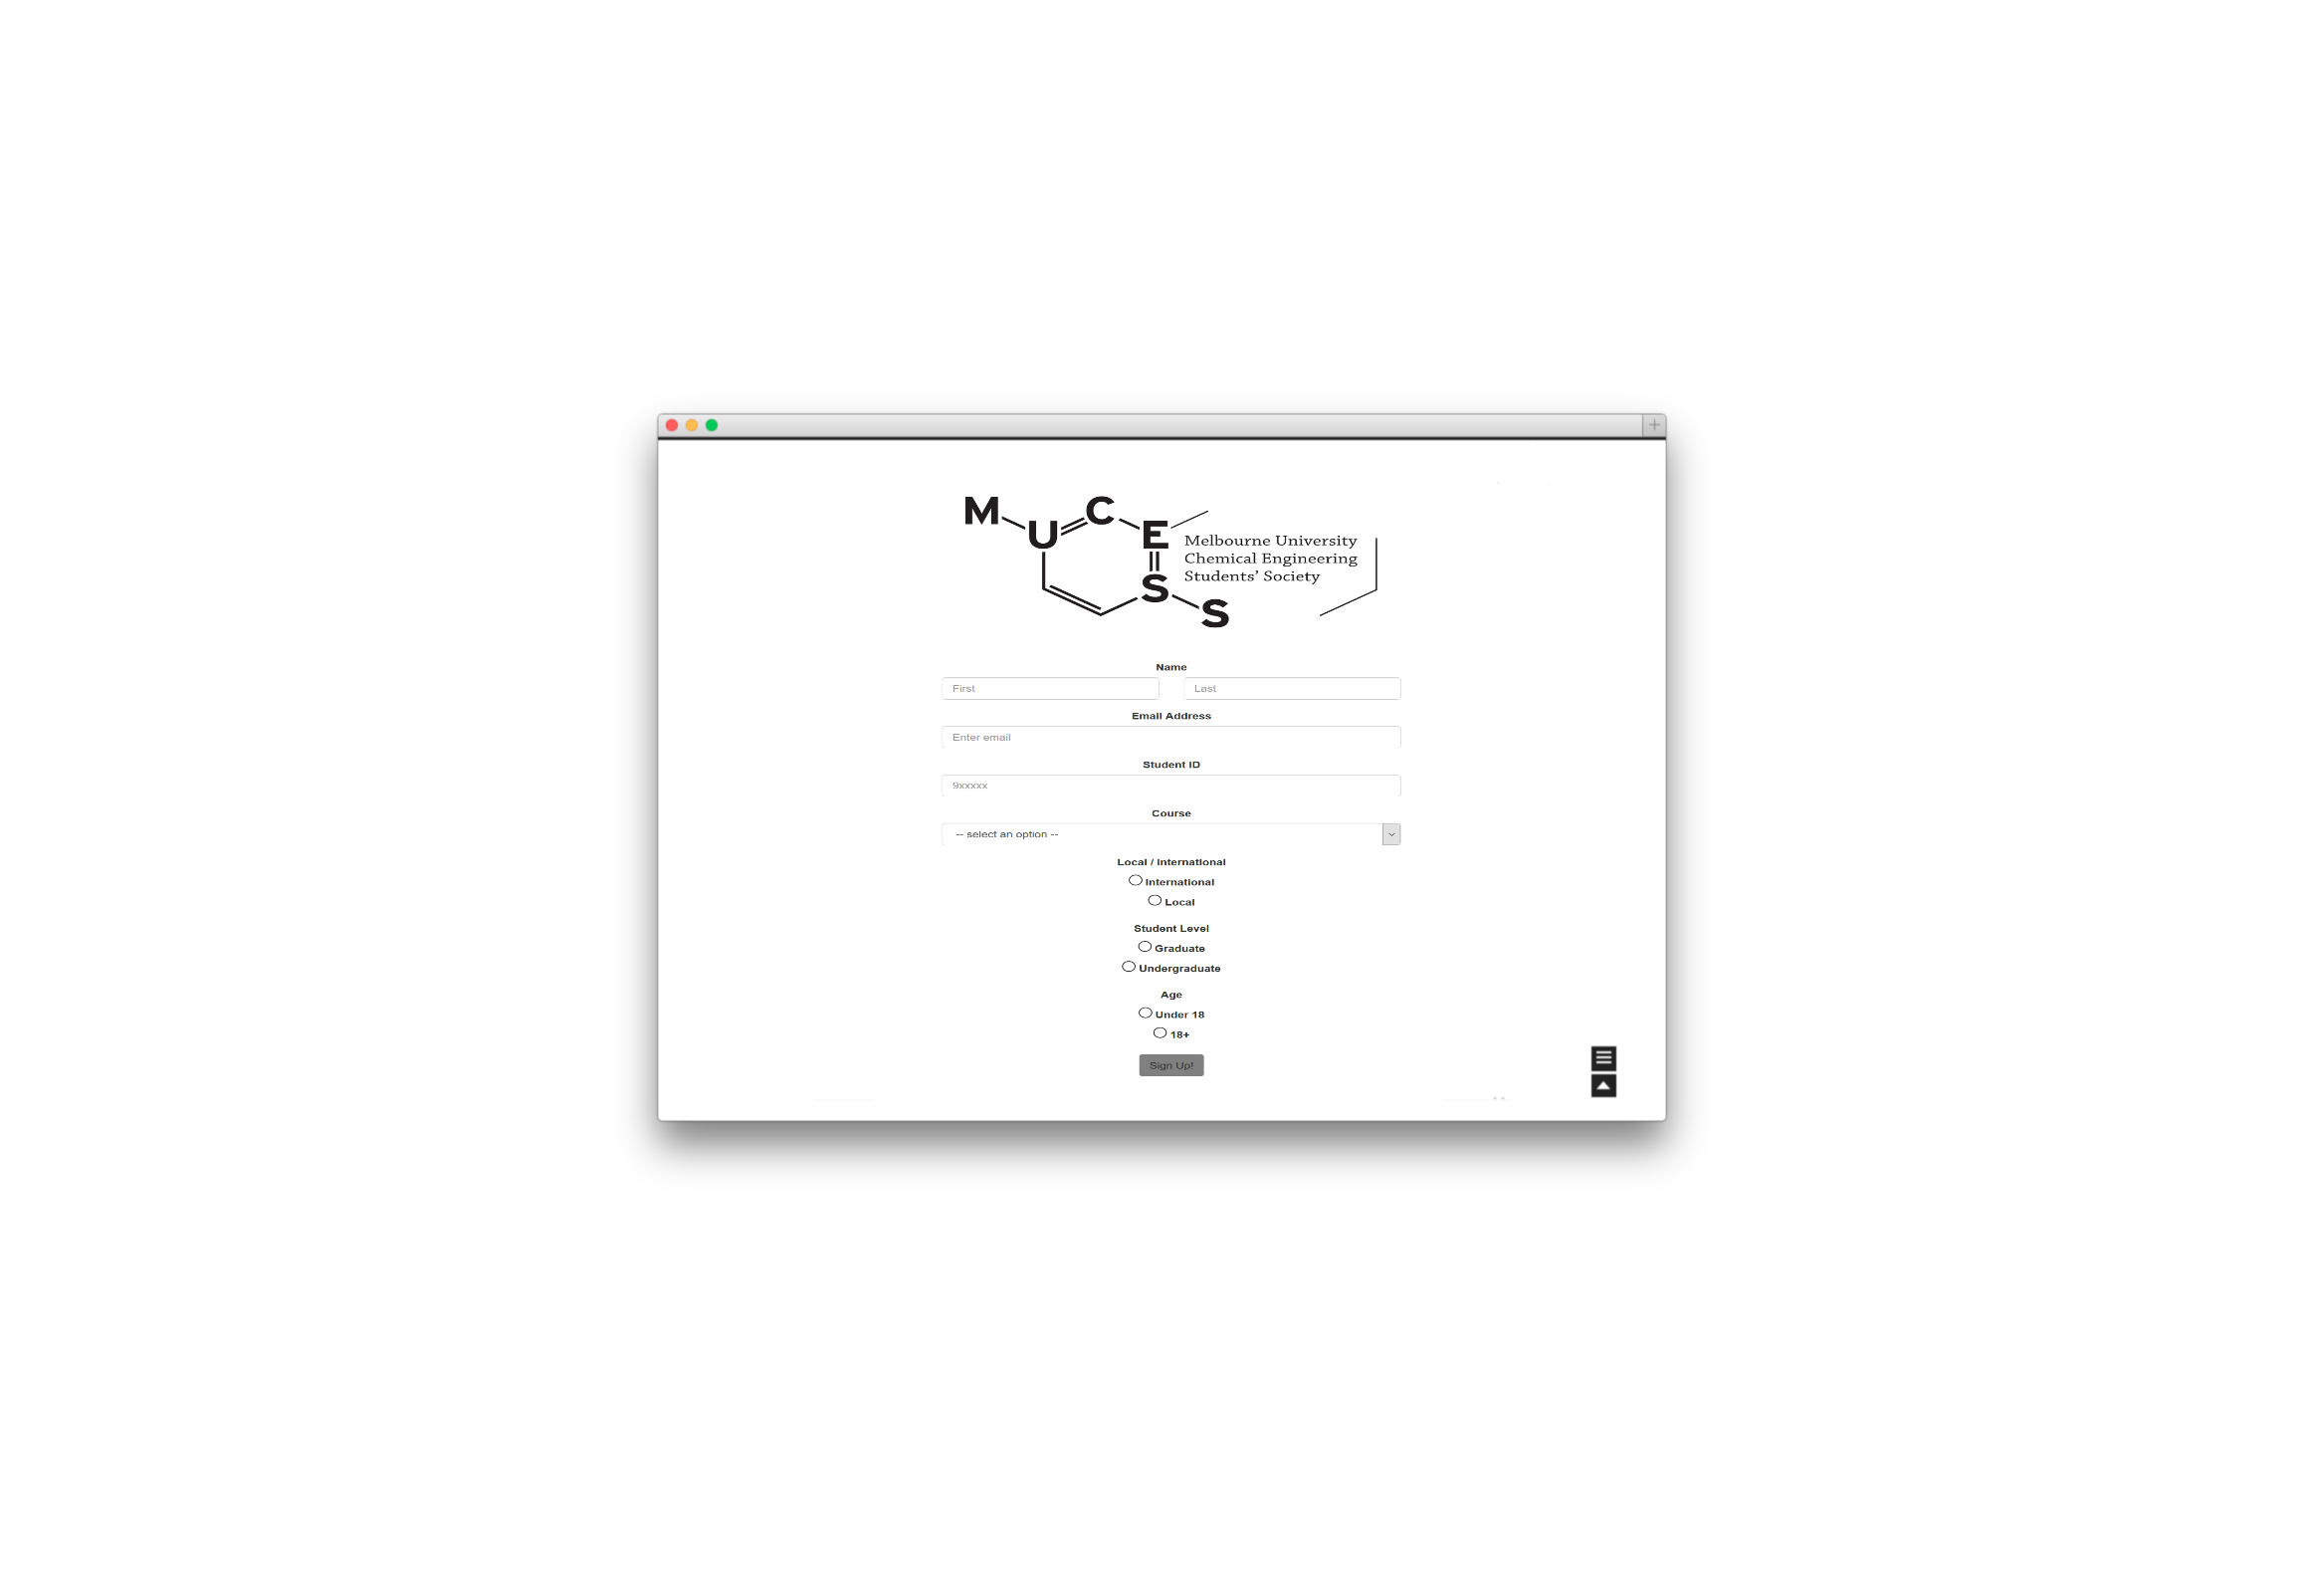 M U C E S S
Melbourne University
Chemical Engineering
Students' Society
Name
First Last
Email Address
Enter email
Student ID
9xxxxx
Course
-- select an option --
Local / International
International
Local
Student Level
Graduate
Undergraduate
Age
Under 18
18+
Sign Up!